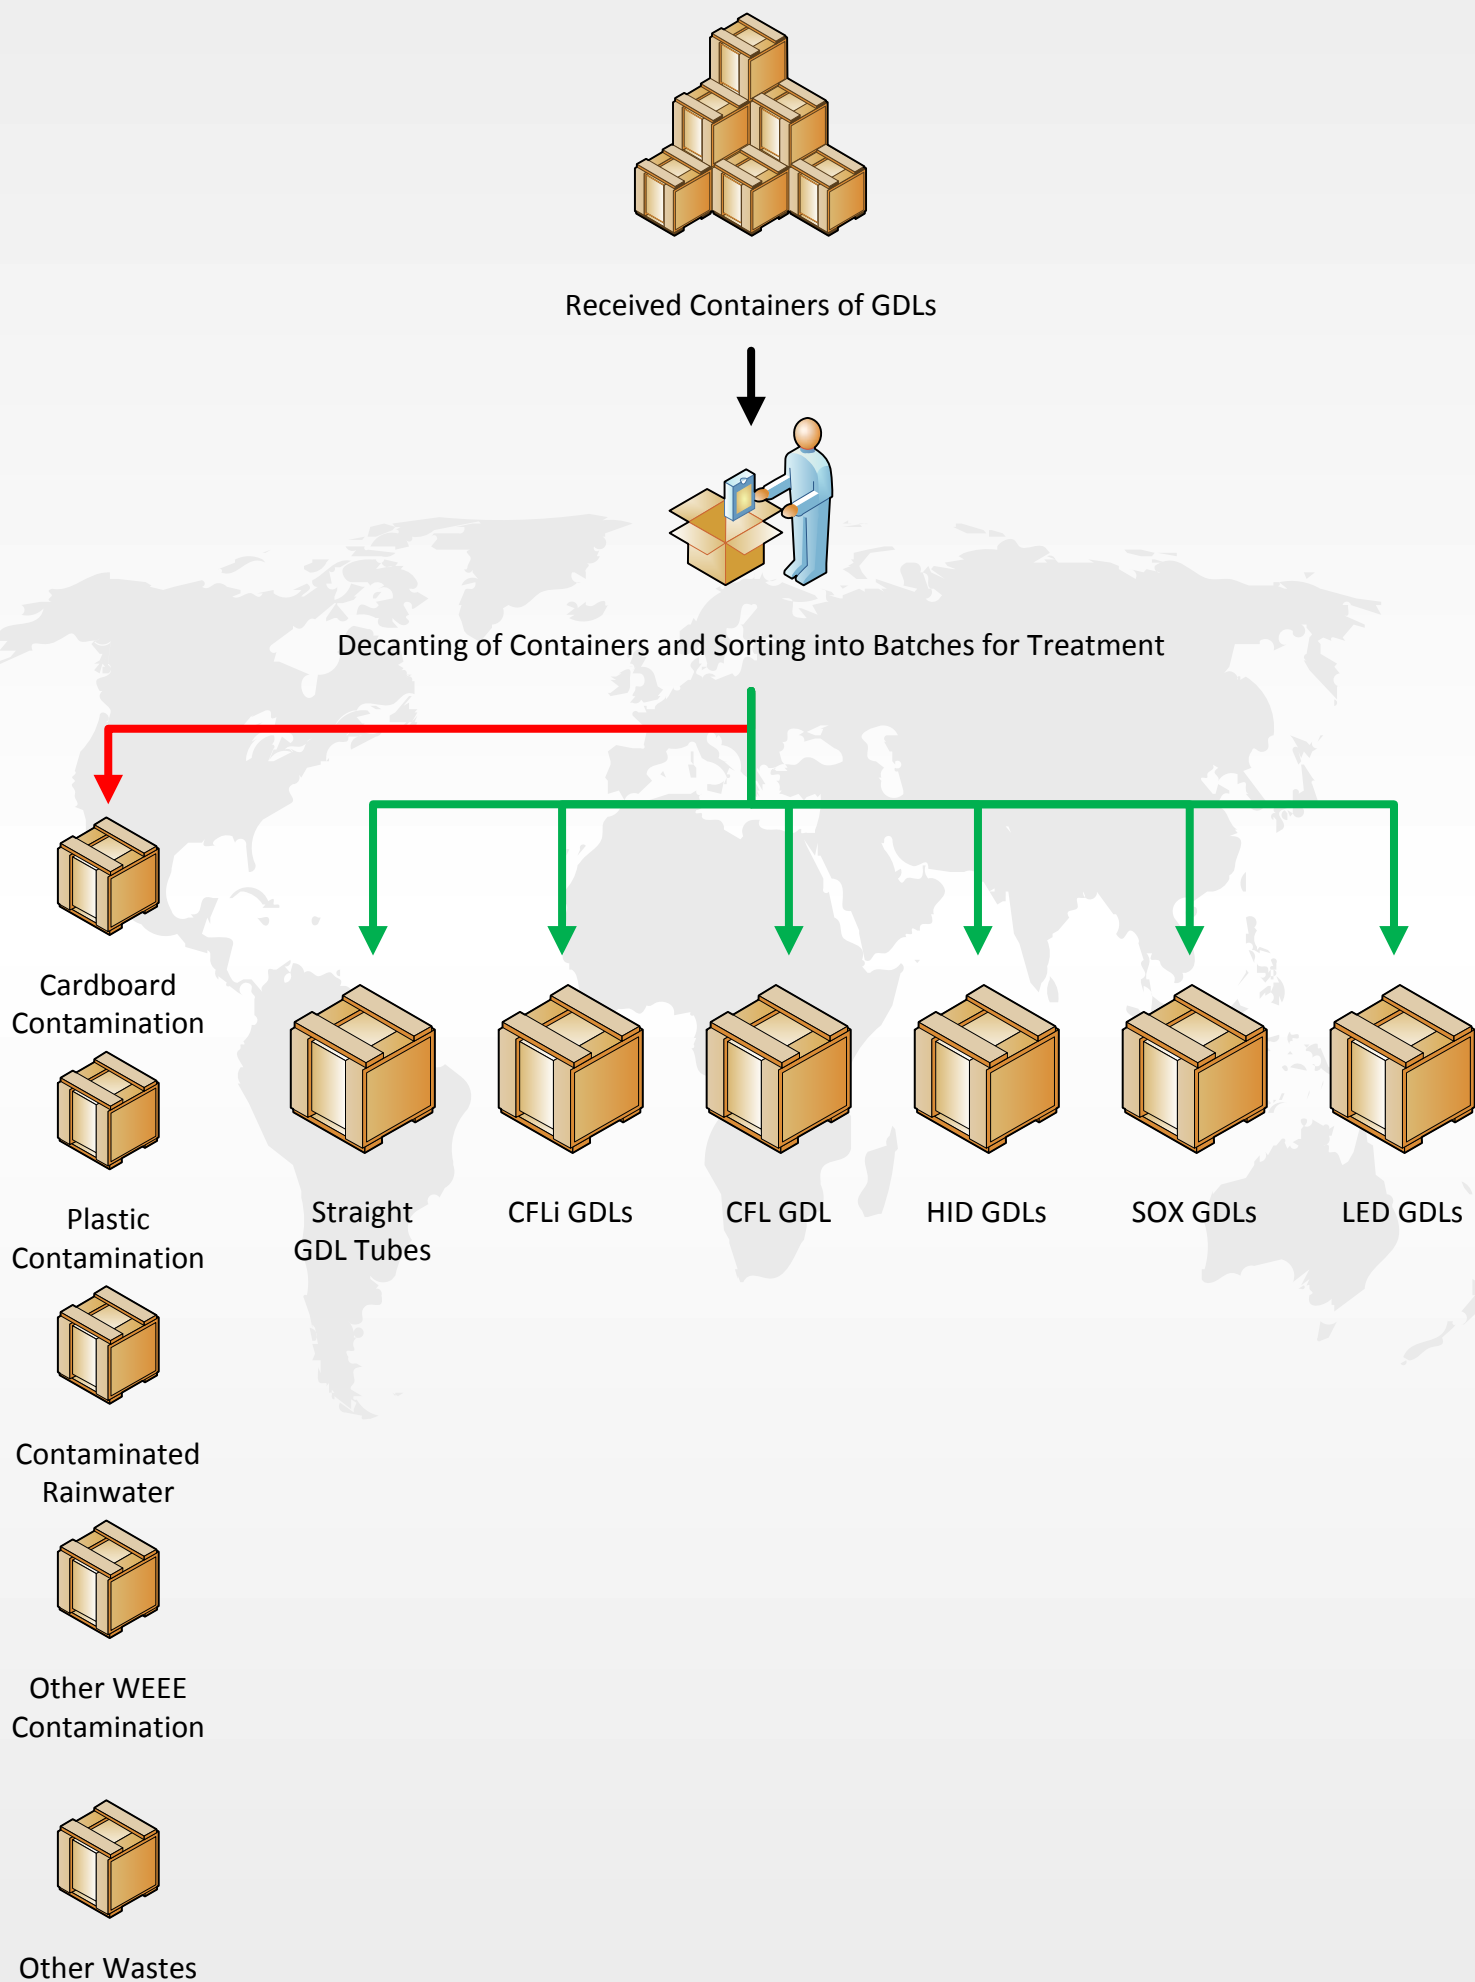 Received Containers of GDLs
Decanting of Containers and Sorting into Batches for Treatment
Cardboard
Contamination
Plastic
Contamination
Contaminated
Rainwater
Other WEEE
Contamination
Other Wastes
Straight
GDL Tubes
CFLi GDLs
CFL GDL
HID GDLs
SOX GDLs
LED GDLs